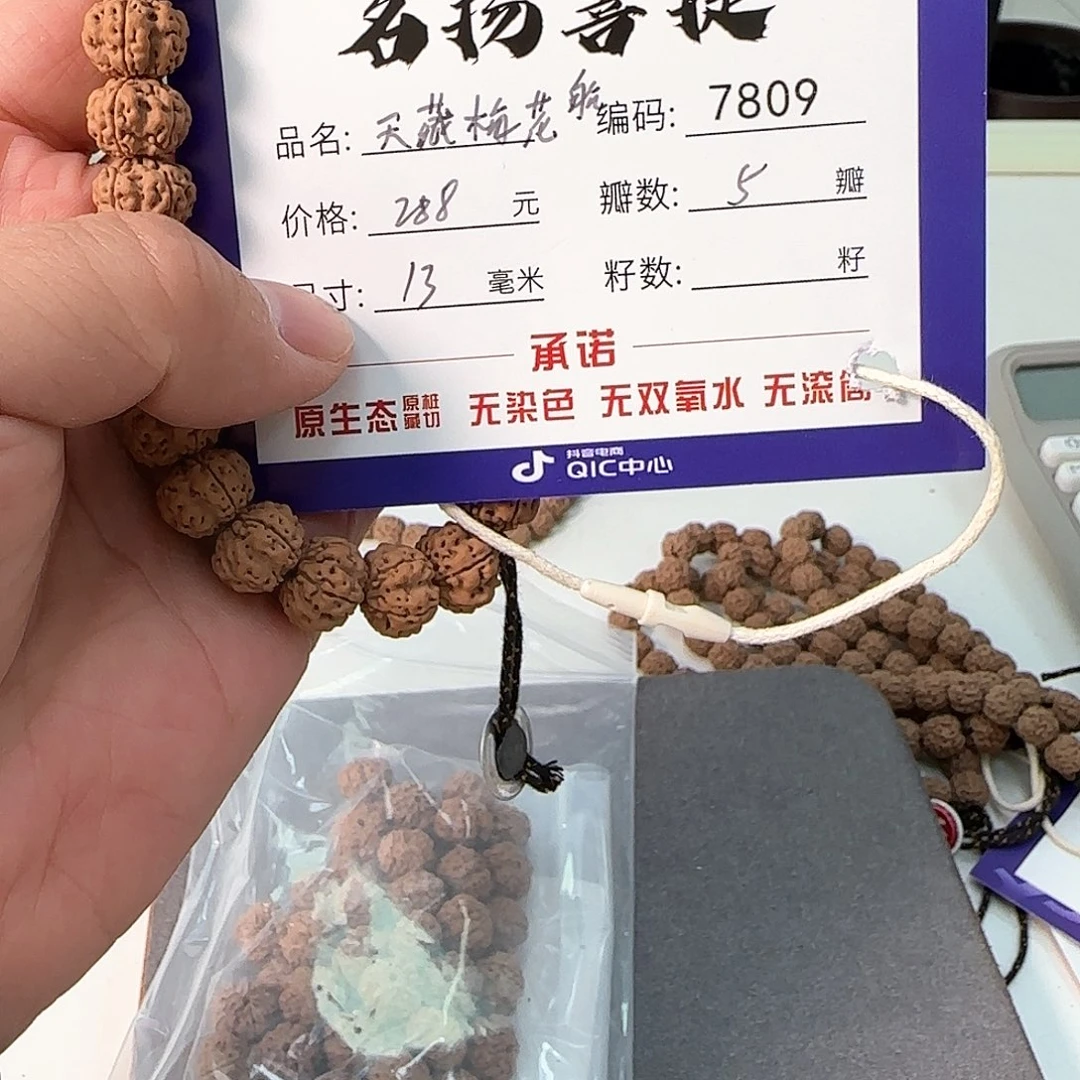 名扬菩提
品名: 天藏梅花 编码: 7809
价格: 288 元 瓣数: 5 瓣
寸: 13 毫米 籽数: 籽
承诺
原生态 原桩藏切 无染色 无双氧水 无滚筒
抖音电商
QIC中心